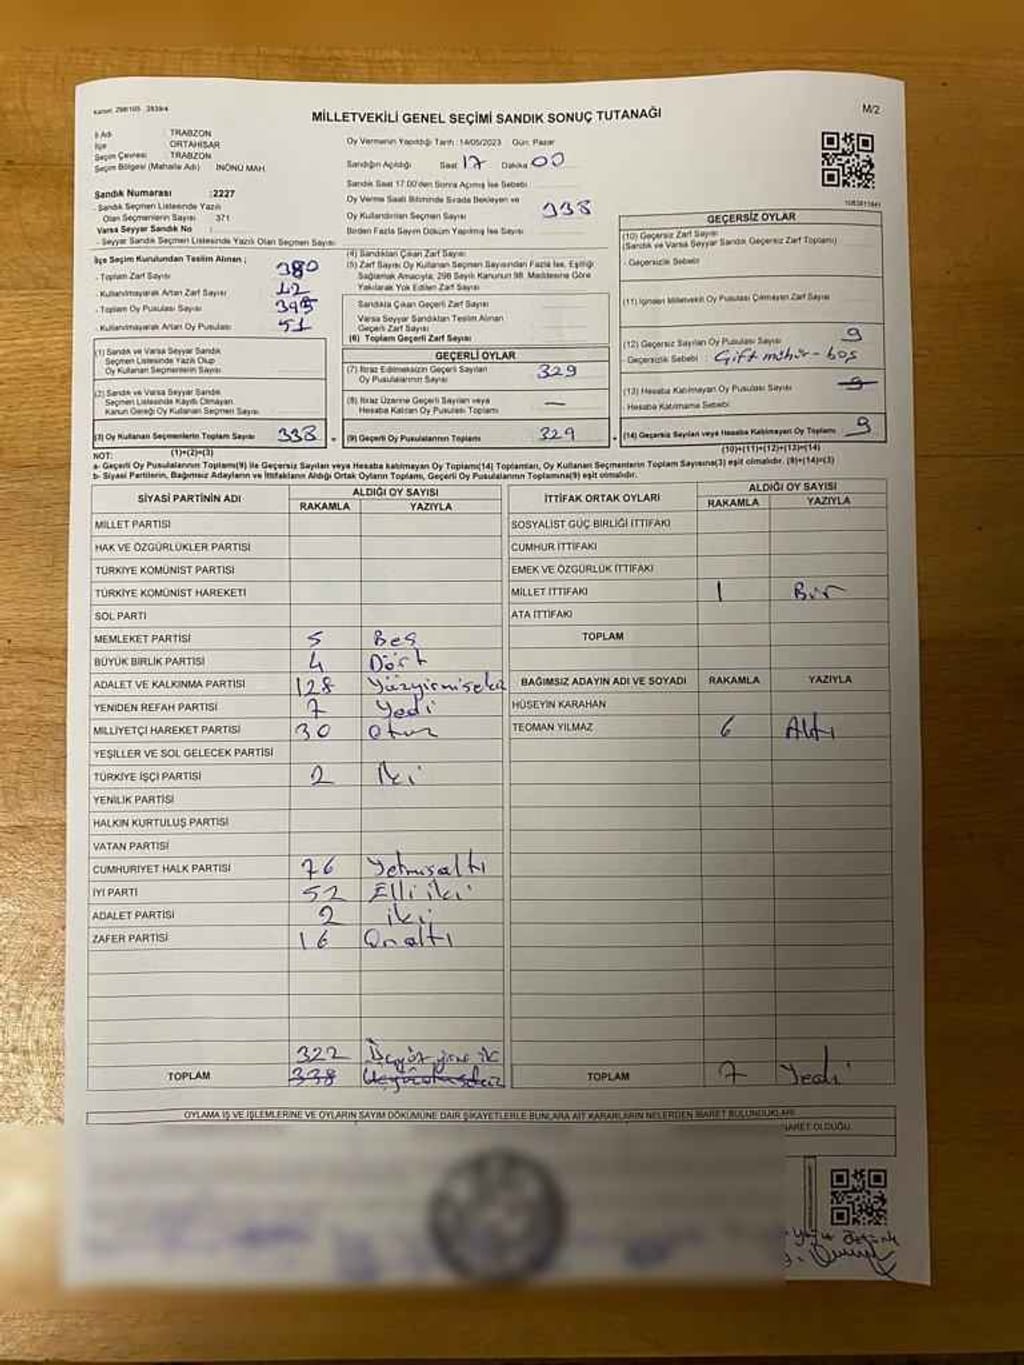 Kanun: 298/105 2839/4
M/2
MİLLETVEKİLİ GENEL SEÇİMİ SANDIK SONUÇ TUTANAĞI
İl Adı : TRABZON
İlçe : ORTAHİSAR
Seçim Çevresi : TRABZON
Seçim Bölgesi (Mahalle Adı) : İNÖNÜ MAH.
Sandık Numarası :2227
- Sandık Seçmen Listesinde Yazılı
Olan Seçmenlerin Sayısı : 371
Varsa Seyyar Sandık No :
- Seyyar Sandık Seçmen Listesinde Yazılı Olan Seçmen Sayısı :
Oy Vermenin Yapıldığı Tarih :14/05/2023 Gün: Pazar
Sandığın Açıldığı Saat 17 Dakika 00
Sandık Saat 17.00'den Sonra Açılmış İse Sebebi :
Oy Verme Saati Bitiminde Sırada Bekleyen ve
Oy Kullandırılan Seçmen Sayısı : 338
Birden Fazla Sayım Döküm Yapılmış İse Sayısı :
İlçe Seçim Kurulundan Teslim Alınan ;
- Toplam Zarf Sayısı : 380
- Kullanılmayarak Artan Zarf Sayısı : 42
- Toplam Oy Pusulası Sayısı : 395
- Kullanılmayarak Artan Oy Pusulası : 51
(1) Sandık ve Varsa Seyyar Sandık
Seçmen Listesinde Yazılı Olup
Oy Kullanan Seçmenlerin Sayısı :
(2) Sandık ve Varsa Seyyar Sandık
Seçmen Listesinde Kayıtlı Olmayan,
Kanun Gereği Oy Kullanan Seçmen Sayısı :
(3) Oy Kullanan Seçmenlerin Toplam Sayısı : 338
(1)+(2)=(3)
(4) Sandıktan Çıkan Zarf Sayısı :
(5) Zarf Sayısı Oy Kullanan Seçmen Sayısından Fazla İse, Eşitliği
Sağlamak Amacıyla; 298 Sayılı Kanunun 98. Maddesine Göre
Yakılarak Yok Edilen Zarf Sayısı :
Sandıkta Çıkan Geçerli Zarf Sayısı :
Varsa Seyyar Sandıktan Teslim Alınan
Geçerli Zarf Sayısı :
(6) Toplam Geçerli Zarf Sayısı :
GEÇERLİ OYLAR
(7) İtiraz Edilmeksizin Geçerli Sayılan
Oy Pusulalarının Sayısı : 329
(8) İtiraz Üzerine Geçerli Sayılan veya
Hesaba Katılan Oy Pusulası Toplamı : —
(9) Geçerli Oy Pusulalarının Toplamı : 329
GEÇERSİZ OYLAR
(10) Geçersiz Zarf Sayısı
(Sandık ve Varsa Seyyar Sandık Geçersiz Zarf Toplamı) :
- Geçersizlik Sebebi :
(11) İçinden Milletvekili Oy Pusulası Çıkmayan Zarf Sayısı :
(12) Geçersiz Sayılan Oy Pusulası Sayısı : 9
- Geçersizlik Sebebi : Çift mühür - boş
(13) Hesaba Katılmayan Oy Pusulası Sayısı : 9
- Hesaba Katılmama Sebebi :
(14) Geçersiz Sayılan veya Hesaba Katılmayan Oy Toplamı : 9
(10)+(11)+(12)+(13)=(14)
NOT:
a- Geçerli Oy Pusulalarının Toplamı(9) ile Geçersiz Sayılan veya Hesaba katılmayan Oy Toplamı(14) Toplamları, Oy Kullanan Seçmenlerin Toplam Sayısına(3) eşit olmalıdır. (9)+(14)=(3)
b- Siyasi Partilerin, Bağımsız Adayların ve İttifakların Aldığı Ortak Oyların Toplamı, Geçerli Oy Pusulalarının Toplamına(9) eşit olmalıdır.
SİYASİ PARTİNİN ADI ALDIĞI OY SAYISI
RAKAMLA YAZIYLA
MİLLET PARTİSİ
HAK VE ÖZGÜRLÜKLER PARTİSİ
TÜRKİYE KOMÜNİST PARTİSİ
TÜRKİYE KOMÜNİST HAREKETİ
SOL PARTİ
MEMLEKET PARTİSİ 5 Beş
BÜYÜK BİRLİK PARTİSİ 4 Dört
ADALET VE KALKINMA PARTİSİ 128 Yüzyirmisekiz
YENİDEN REFAH PARTİSİ 7 Yedi
MİLLİYETÇİ HAREKET PARTİSİ 30 Otuz
YEŞİLLER VE SOL GELECEK PARTİSİ
TÜRKİYE İŞÇİ PARTİSİ 2 İki
YENİLİK PARTİSİ
HALKIN KURTULUŞ PARTİSİ
VATAN PARTİSİ
CUMHURİYET HALK PARTİSİ 76 Yetmişaltı
İYİ PARTİ 52 Elli iki
ADALET PARTİSİ 2 iki
ZAFER PARTİSİ 16 Onaltı
322 Üçyüz yirmi ik
TOPLAM 338 Üçyüzotuzsekiz
İTTİFAK ORTAK OYLARI ALDIĞI OY SAYISI
RAKAMLA YAZIYLA
SOSYALİST GÜÇ BİRLİĞİ İTTİFAKI
CUMHUR İTTİFAKI
EMEK VE ÖZGÜRLÜK İTTİFAKI
MİLLET İTTİFAKI 1 Bir
ATA İTTİFAKI
TOPLAM
BAĞIMSIZ ADAYIN ADI VE SOYADI RAKAMLA YAZIYLA
HÜSEYİN KARAHAN
TEOMAN YILMAZ 6 Altı
TOPLAM 7 Yedi
OYLAMA İŞ VE İŞLEMLERİNE VE OYLARIN SAYIM DÖKÜMÜNE DAİR ŞİKAYETLERLE BUNLARA AİT KARARLARIN NELERDEN İBARET BULUNDUKLARI
İBARET OLDUĞU